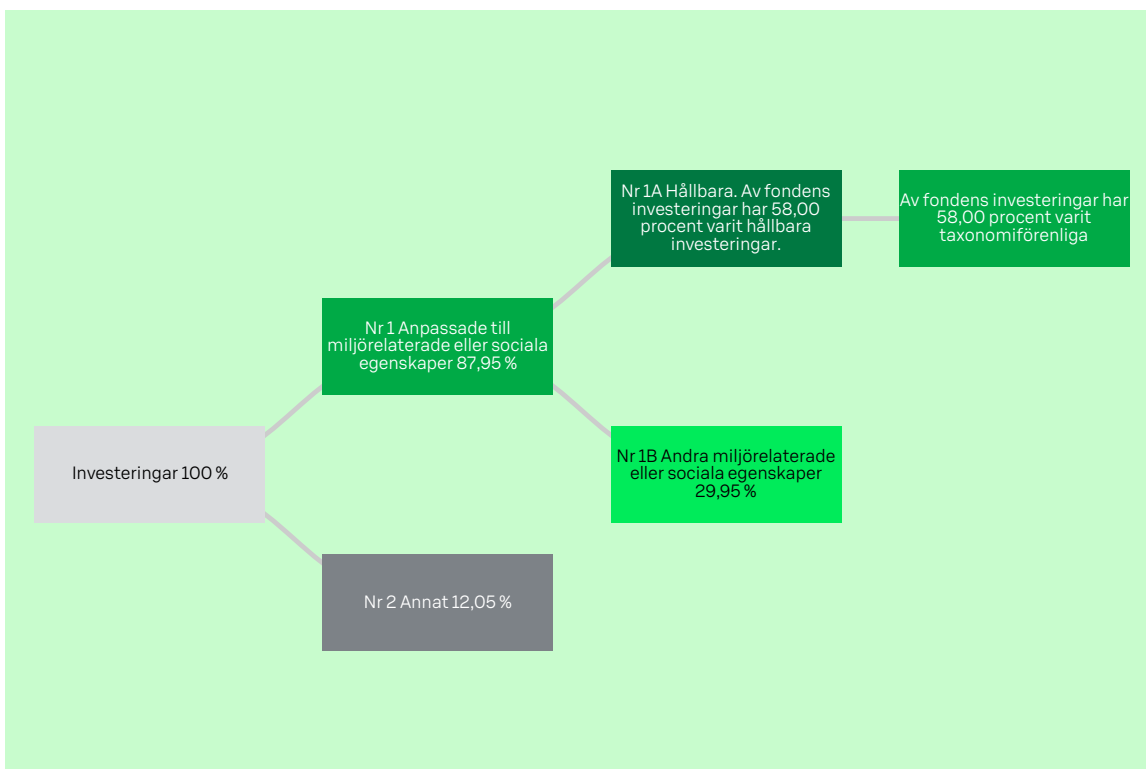 Nr 1A Hållbara. Av fondens
investeringar har 58,00
procent varit hållbara
investeringar.
Av fondens investeringar har
58,00 procent varit
taxonomiförenliga
Nr 1 Anpassade till
miljörelaterade eller sociala
egenskaper 87,95 %
Investeringar 100 %
Nr 1B Andra miljörelaterade
eller sociala egenskaper
29,95 %
Nr 2 Annat 12,05 %